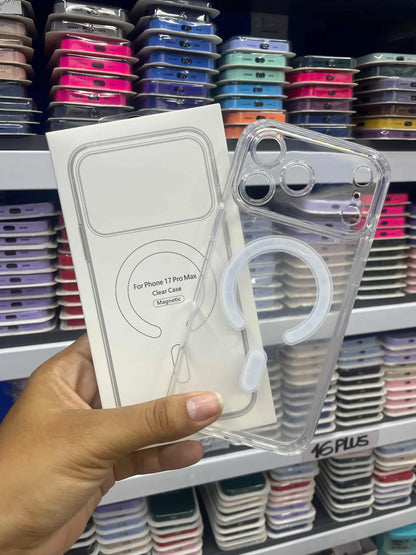 For Phone 17 Pro Max
Clear Case
Magnetic
16 PLUS